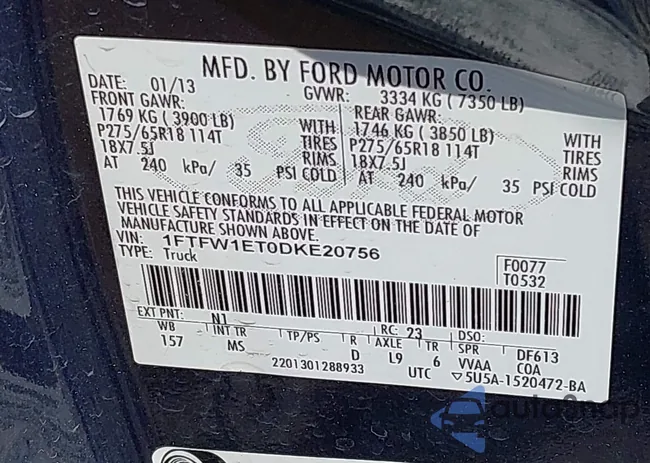 MFD. BY FORD MOTOR CO.
DATE: 01/13 GVWR: 3334 KG ( 7350 LB)
FRONT GAWR: REAR GAWR:
1769 KG ( 3900 LB) WITH 1746 KG ( 3850 LB) WITH
P275/65R18 114T TIRES P275/65R18 114T TIRES
18X7.5J RIMS 18X7.5J RIMS
AT 240 kPa/ 35 PSI COLD AT 240 kPa/ 35 PSI COLD
THIS VEHICLE CONFORMS TO ALL APPLICABLE FEDERAL MOTOR
VEHICLE SAFETY STANDARDS IN EFFECT ON THE DATE OF
MANUFACTURE SHOWN ABOVE.
VIN: 1FTFW1ET0DKE20756
TYPE: Truck
F0077
T0532
EXT PNT: N1 RC: 23 DSO:
WB INT TR TP/PS R AXLE TR SPR DF613
157 MS D L9 6 VVAA COA
2201301288933 UTC ▽5U5A-1520472-BA
autoSnap